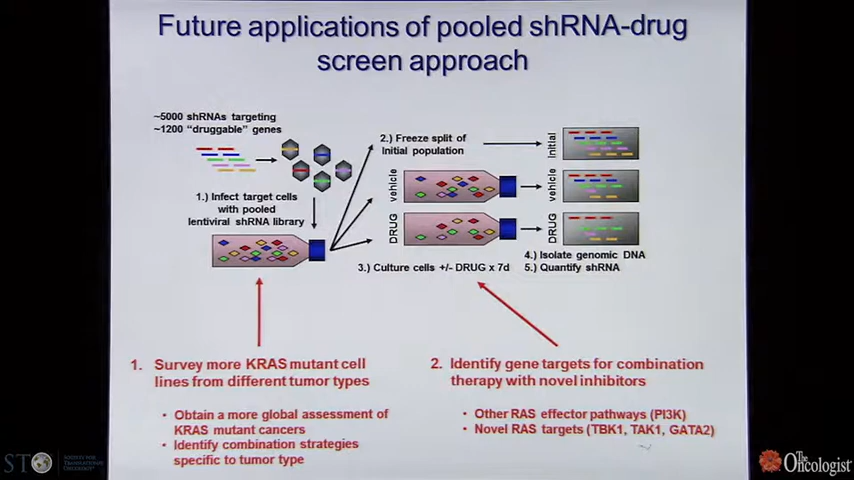 Future applications of pooled shRNA-drug
screen approach
~5000 shRNAs targeting
~1200 "druggable" genes
1.) Infect target cells
with pooled
lentiviral shRNA library
2.) Freeze split of
Initial population
Initial
vehicle
vehicle
DRUG
DRUG
3.) Culture cells +/- DRUG x 7d
4.) Isolate genomic DNA
5.) Quantify shRNA
1. Survey more KRAS mutant cell
lines from different tumor types
• Obtain a more global assessment of
KRAS mutant cancers
• Identify combination strategies
specific to tumor type
2. Identify gene targets for combination
therapy with novel inhibitors
• Other RAS effector pathways (PI3K)
• Novel RAS targets (TBK1, TAK1, GATA2)
ST
SOCIETY FOR
TRANSLATIONAL
ONCOLOGY
The
Oncologist